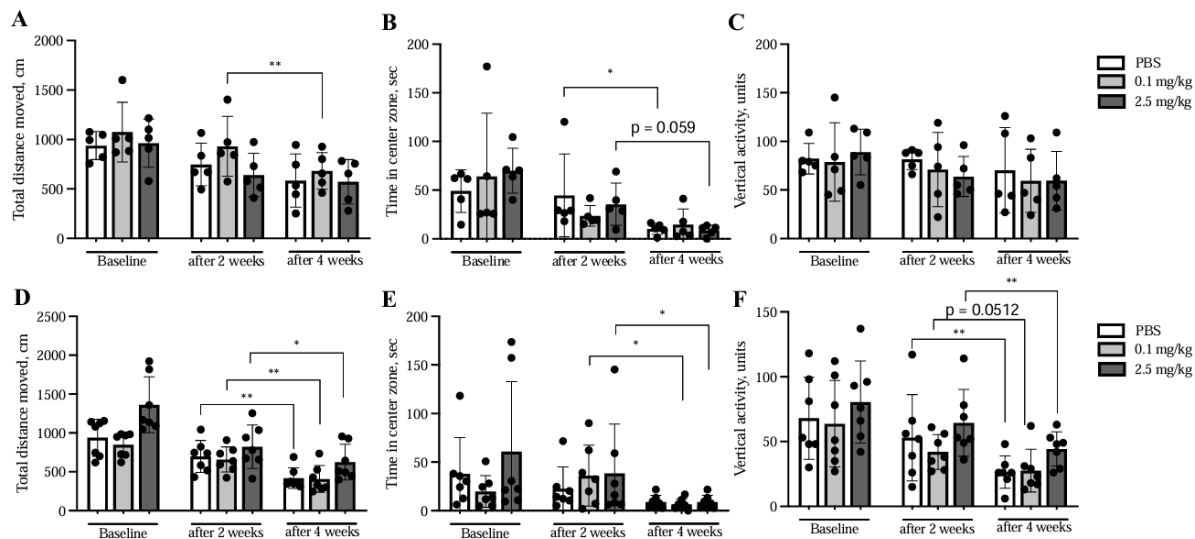 A
Total distance moved, cm
2000
1500
1000
500
0
**
Baseline
after 2 weeks
after 4 weeks
B
Time in center zone, sec
200
150
100
50
0
*
p = 0.059
Baseline
after 2 weeks
after 4 weeks
C
Vertical activity, units
200
150
100
50
0
Baseline
after 2 weeks
after 4 weeks
PBS
0.1 mg/kg
2.5 mg/kg
D
Total distance moved, cm
2500
2000
1500
1000
500
0
*
**
**
Baseline
after 2 weeks
after 4 weeks
E
Time in center zone, sec
200
150
100
50
0
*
*
Baseline
after 2 weeks
after 4 weeks
F
Vertical activity, units
150
100
50
0
**
p = 0.0512
**
Baseline
after 2 weeks
after 4 weeks
PBS
0.1 mg/kg
2.5 mg/kg